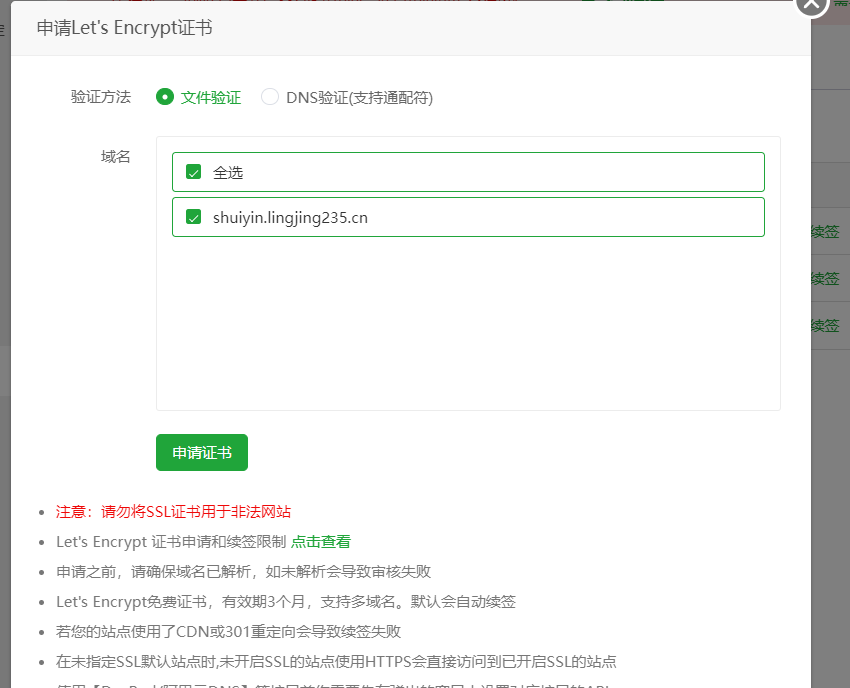 申请Let's Encrypt证书
验证方法 文件验证 DNS验证(支持通配符)
域名
全选
shuiyin.lingjing235.cn
续签
续签
续签
申请证书
注意：请勿将SSL证书用于非法网站
Let's Encrypt 证书申请和续签限制 点击查看
申请之前，请确保域名已解析，如未解析会导致审核失败
Let's Encrypt免费证书，有效期3个月，支持多域名。默认会自动续签
若您的站点使用了CDN或301重定向会导致续签失败
在未指定SSL默认站点时,未开启SSL的站点使用HTTPS会直接访问到已开启SSL的站点